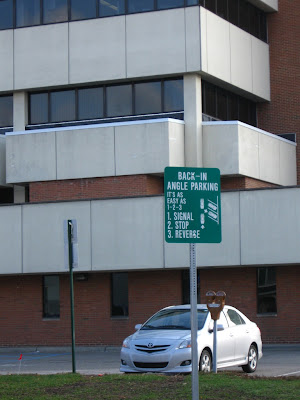 BACK-IN
ANGLE PARKING
IT'S AS
EASY AS
1-2-3
1. SIGNAL
2. STOP
3. REVERSE